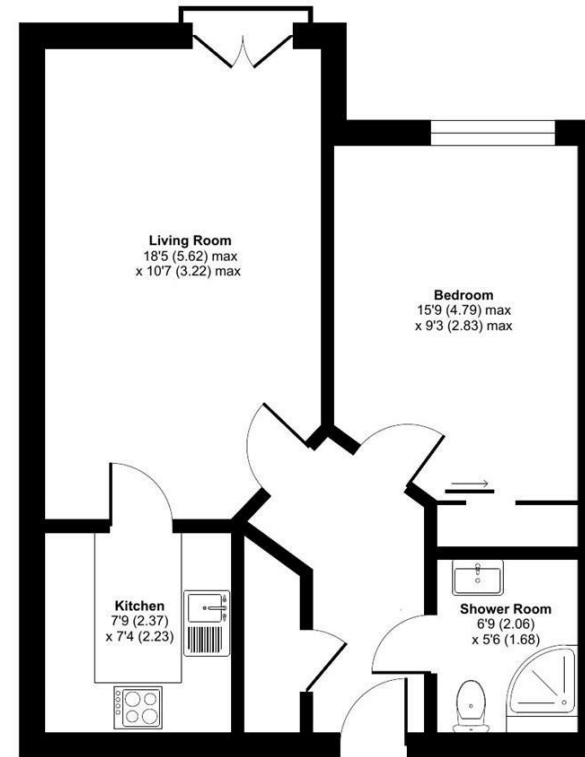 Living Room
18'5 (5.62) max
x 10'7 (3.22) max
Bedroom
15'9 (4.79) max
x 9'3 (2.83) max
Kitchen
7'9 (2.37)
x 7'4 (2.23)
Shower Room
6'9 (2.06)
x 5'6 (1.68)